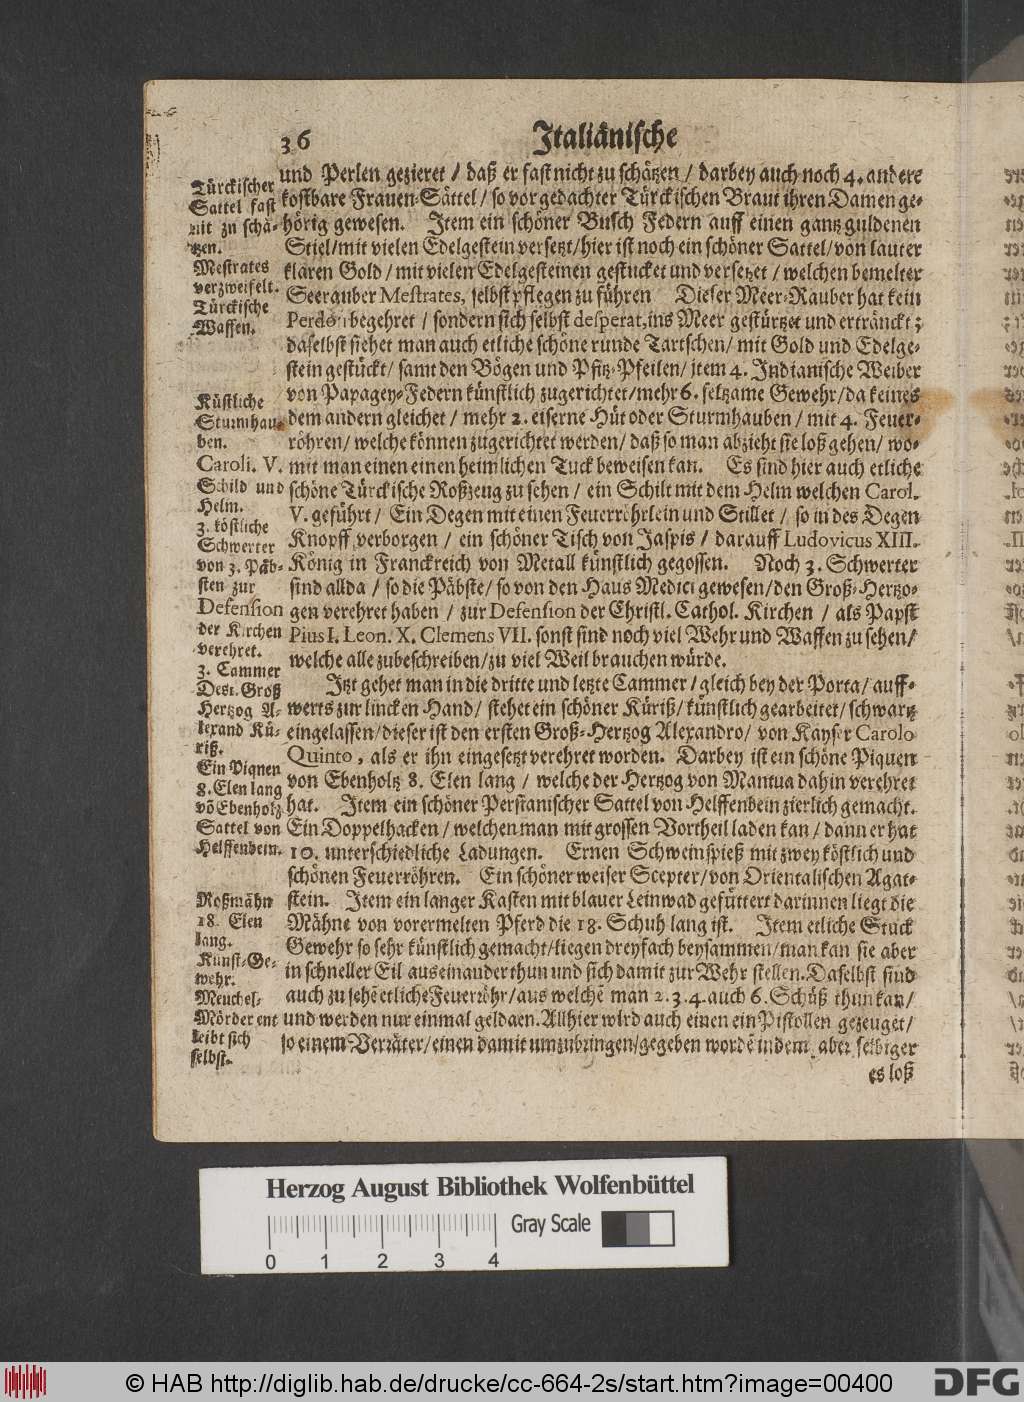 36 Italiänische
und Perlen gezieret / daß er fast nicht zu schätzen / darbey auch noch 4. andere
kostbare Frauen-Sättel / so vor gedachter Türckischen Braut ihren Damen ge-
hörig gewesen. Item ein schöner Busch Federn auff einen gantz guldenen
Stiel/mit vielen Edelgestein versetzt/hier ist noch ein schöner Sattel/von lauter
klaren Gold / mit vielen Edelgesteinen gestucket und versetzet / welchen bemelter
Seerauber Mestrates, selbst pflegen zu führen Dieser Meer-Rauber hat kein
Perdon begehret / sondern sich selbst desperat, ins Meer gestürtzet und ertränckt;
daselbst siehet man auch etliche schöne runde Tartschen/ mit Gold und Edelge-
stein gestückt/ samt den Bögen und Pfitz-Pfeilen/ item 4. Indianische Weiber
von Papagey-Federn künstlich zugerichtet/mehr 6. seltzame Gewehr/da keines
dem andern gleichet / mehr 2. eiserne Hüt oder Sturmhauben / mit 4. Feuer-
röhren/ welche können zugerichtet werden/ daß so man abzieht sie loß gehen/ wo-
mit man einen einen heimlichen Tuck beweisen kan. Es sind hier auch etliche
schöne Türckische Roßzeug zu sehen / ein Schilt mit dem Helm welchen Carol.
V. geführt / Ein Degen mit einen Feuerröhrlein und Stillet / so in des Degen
Knopff verborgen / ein schöner Tisch von Jaspis / darauff Ludovicus XIII.
König in Franckreich von Metall künstlich gegossen. Noch 3. Schwerter
sind allda / so die Päbste/ so von den Haus Medici gewesen/den Groß-Hertzo-
gen verehret haben / zur Defension der Christl. Cathol. Kirchen / als Papst
Pius I. Leon. X. Clemens VII. sonst sind noch viel Wehr und Waffen zu sehen/
welche alle zubeschreiben/zu viel Weil brauchen würde.
Itzt gehet man in die dritte und letzte Cammer / gleich bey der Porta/ auff-
werts zur lincken Hand/ stehet ein schöner Küriß/ künstlich gearbeitet/ schwartz
eingelassen/dieser ist den ersten Groß-Hertzog Alexandro/ von Kayser Carolo
Quinto, als er ihn eingesetzt verehret worden. Darbey ist ein schöne Piquen
von Ebenholtz 8. Elen lang / welche der Hertzog von Mantua dahin verehret
hat. Item ein schöner Persianischer Sattel von Helffenbein zierlich gemacht.
Ein Doppelhacken / welchen man mit grossen Vortheil laden kan / dann er hat
10. unterschiedliche Ladungen. Ernen Schweinspieß mit zwey köstlich und
schönen Feuerröhren. Ein schöner weiser Scepter/von Orientalischen Agat-
stein. Item ein langer Kasten mit blauer Leinwad gefüttert darinnen liegt die
Mähne von vorermelten Pferd die 18. Schuh lang ist. Item etliche Stuck
Gewehr so sehr künstlich gemacht/liegen dreyfach beysammen/man kan sie aber
in schneller Eil auseinander thun und sich damit zur Wehr stellen. Daselbst sind
auch zu sehē etliche Feuerröhr/aus welchē man 2.3.4.auch 6. Schüß thun kan/
und werden nur einmal geldaen. Allhier wird auch einen ein Pistollen gezeuget/
so einem Verräter/einen damit umzubringen/gegeben wordē indem aber selbiger
es loß
Türckischer
Sattel fast
nit zu schä-
tzen.
Mestrates
verzweifelt.
Türckische
Waffen.
Küstliche
Sturmhau-
ben.
Caroli. V.
Schild und
Helm.
3. köstliche
Schwerter
von 3. Päb-
sten zur
Defension
der Kirchen
verehret.
3. Cammer
Des1. Groß
Hertzog A-
lexand Kü-
riß.
Ein Piqnen
8. Elen lang
vō Ebenholz
Sattel von
Helffenbein.
Roßmähn
18. Elen
lang.
Kunst-Ge-
wehr.
Meuchel-
Mörder ent
leibt sich
selbst.
Herzog August Bibliothek Wolfenbüttel
Gray Scale
0 1 2 3 4
© HAB http://diglib.hab.de/drucke/cc-664-2s/start.htm?image=00400
DFG